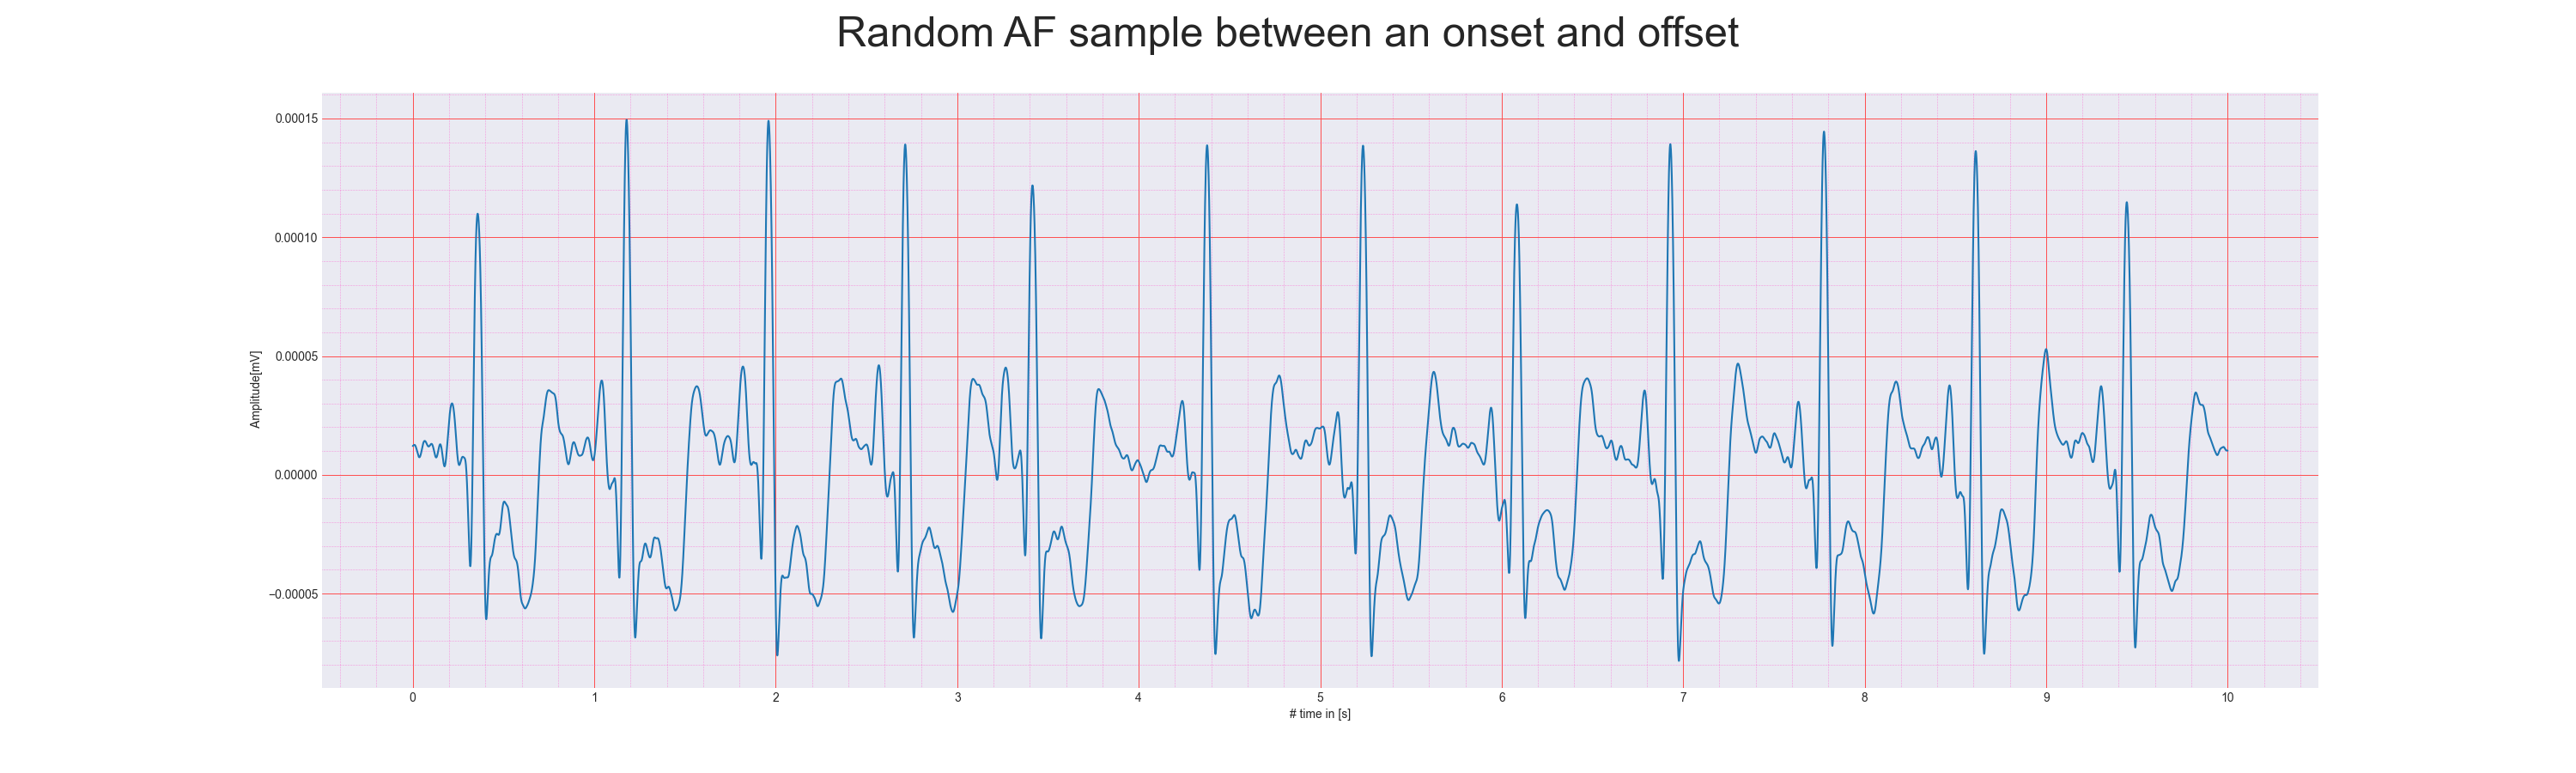 Random AF sample between an onset and offset
0.00015
0.00010
0.00005
0.00000
−0.00005
Amplitude[mV]
0 1 2 3 4 5 6 7 8 9 10
# time in [s]